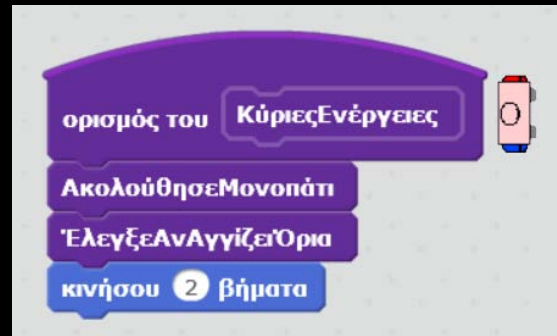 ορισμός του ΚύριεςΕνέργειες
ΑκολούθησεΜονοπάτι
ΈλεγξεΑνΑγγίζειΌρια
κινήσου 2 βήματα